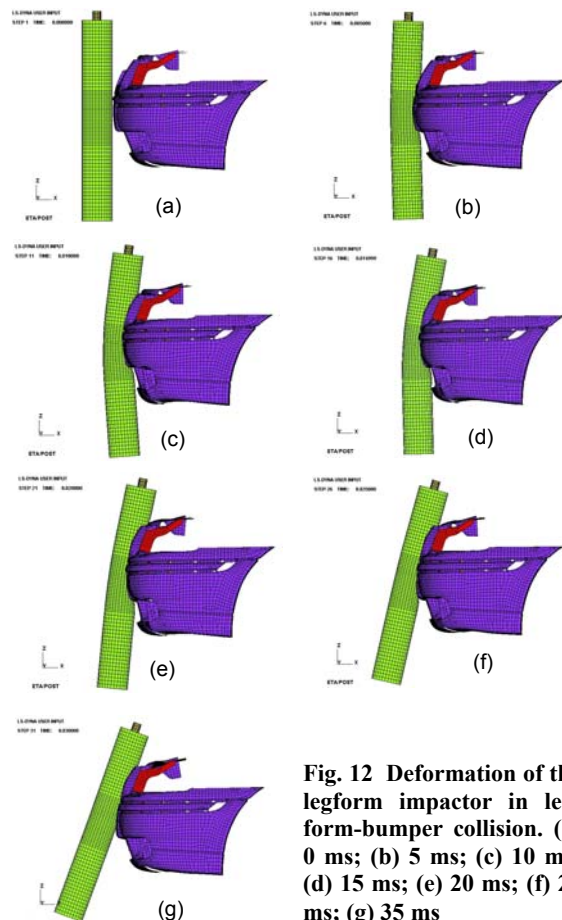 LS-DYNA USER INPUT
STEP 1 TIME: 0.000000
Z
X
ETA/POST
(a)
LS-DYNA USER INPUT
STEP 6 TIME: 0.005000
Z
X
ETA/POST
(b)
LS-DYNA USER INPUT
STEP 11 TIME: 0.010000
Z
X
ETA/POST
(c)
LS-DYNA USER INPUT
STEP 16 TIME:
Z
X
ETA/POST
(d)
LS-DYNA USER INPUT
STEP 21 TIME: 0.020000
Z
X
ETA/POST
(e)
LS-DYNA USER INPUT
STEP 26 TIME: 0.025000
Z
X
ETA/POST
(f)
LS-DYNA USER INPUT
STEP 31 TIME: 0.030000
Z
X
ETA/POST
(g)
Fig. 12 Deformation of th
legform impactor in le
form-bumper collision. (
0 ms; (b) 5 ms; (c) 10 m
(d) 15 ms; (e) 20 ms; (f) 2
ms; (g) 35 ms